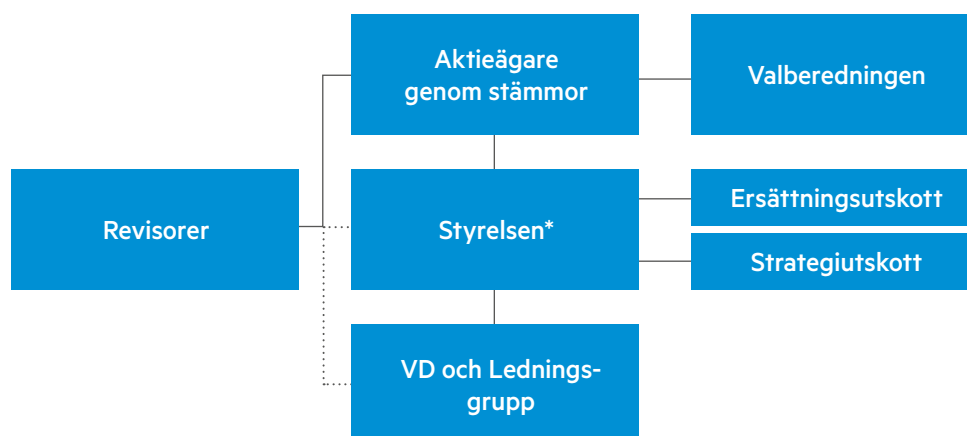 Aktieägare
genom stämmor
Valberedningen
Revisorer
Styrelsen*
Ersättningsutskott
Strategiutskott
VD och Lednings-
grupp